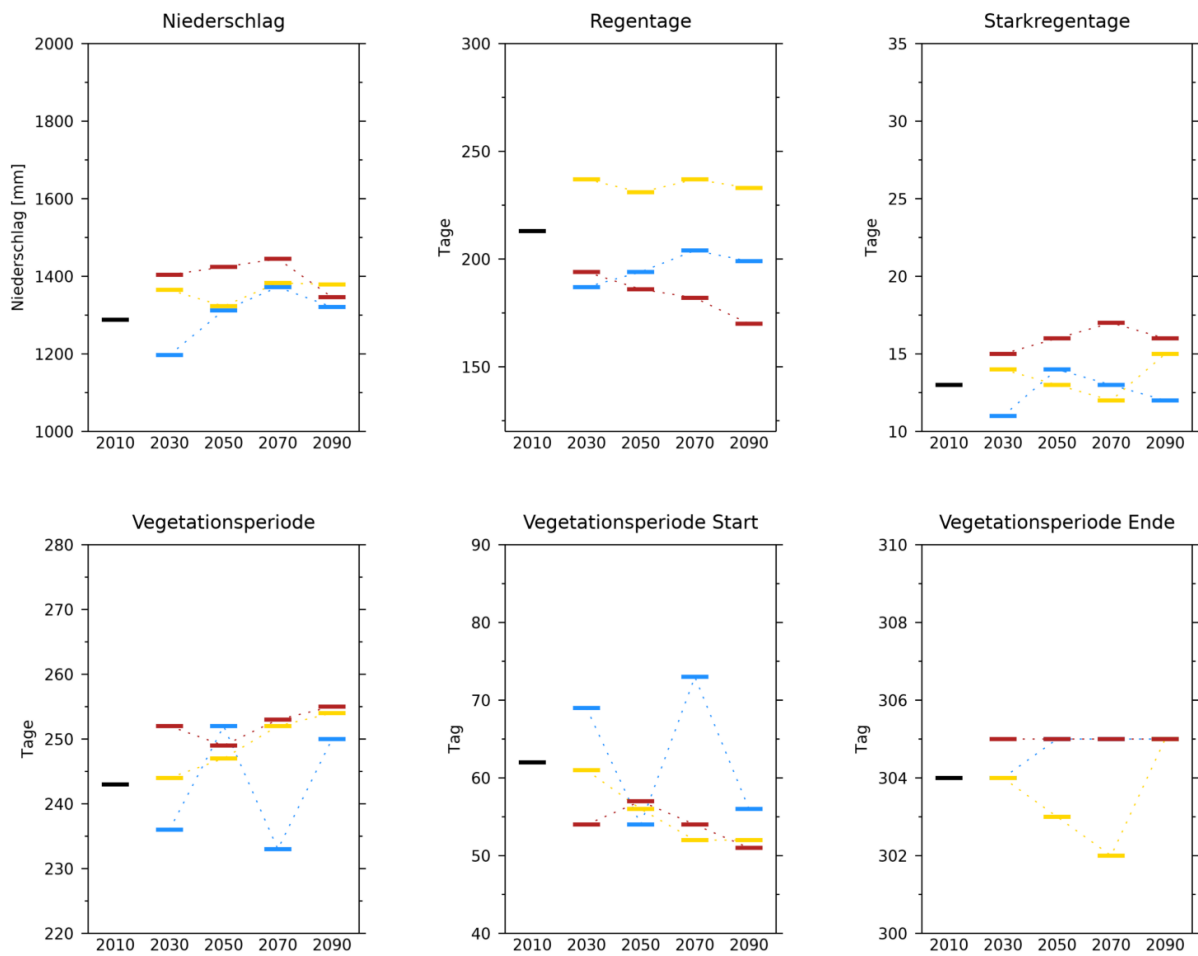 Niederschlag
Regentage
Starkregentage
2000
1800
1600
1400
1200
1000
Niederschlag [mm]
2010 2030 2050 2070 2090
300
250
200
150
Tage
2010 2030 2050 2070 2090
35
30
25
20
15
10
Tage
2010 2030 2050 2070 2090
Vegetationsperiode
Vegetationsperiode Start
Vegetationsperiode Ende
280
270
260
250
240
230
220
Tage
2010 2030 2050 2070 2090
90
80
70
60
50
40
Tag
2010 2030 2050 2070 2090
310
308
306
304
302
300
Tag
2010 2030 2050 2070 2090